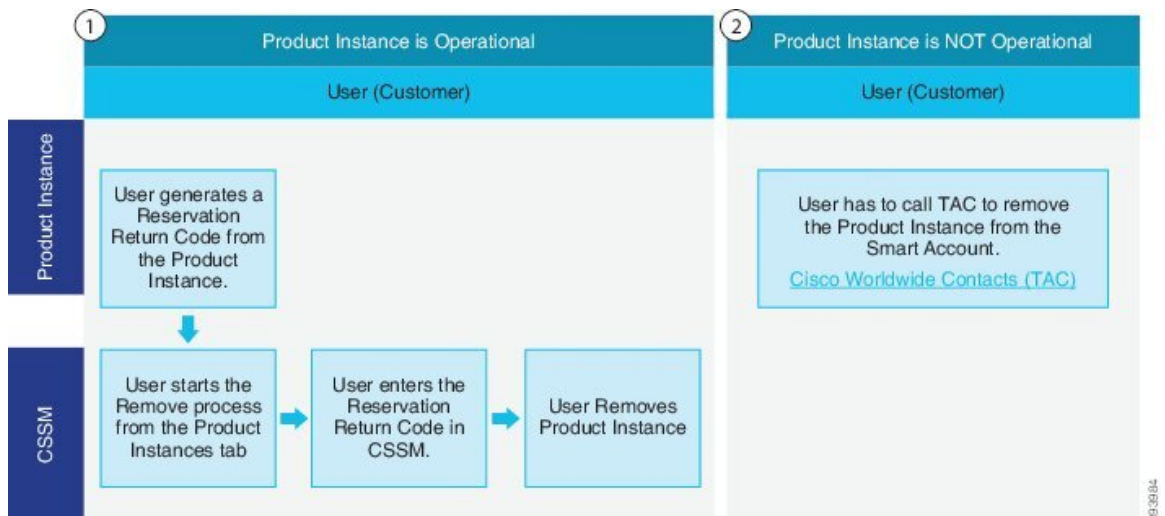 1
Product Instance is Operational
User (Customer)
2
Product Instance is NOT Operational
User (Customer)
Product Instance
User generates a
Reservation
Return Code from
the Product
Instance.
User has to call TAC to remove
the Product Instance from the
Smart Account.
Cisco Worldwide Contacts (TAC)
CSSM
User starts the
Remove process
from the Product
Instances tab
User enters the
Reservation
Return Code in
CSSM.
User Removes
Product Instance